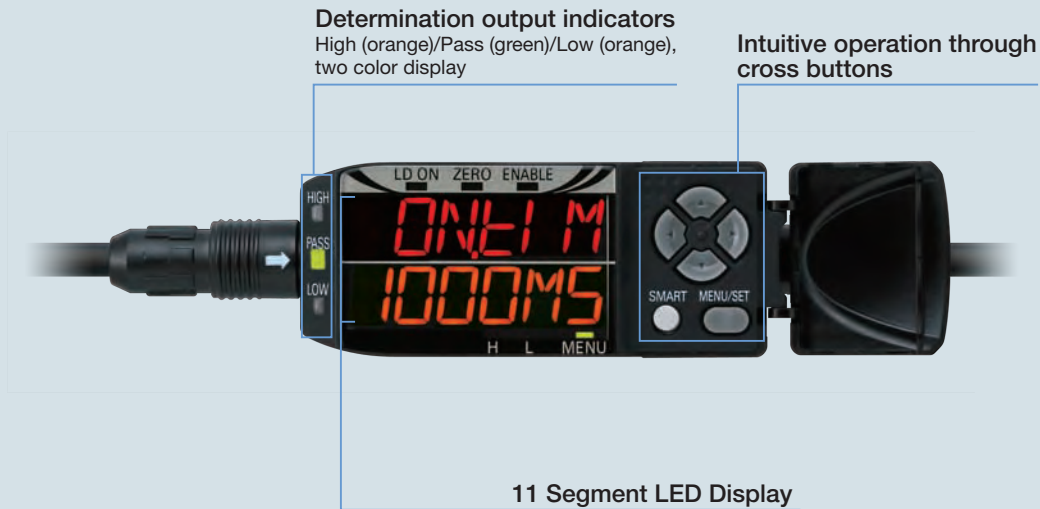 Determination output indicators
High (orange)/Pass (green)/Low (orange),
two color display
Intuitive operation through
cross buttons
LD ON ZERO ENABLE
HIGH
PASS
LOW
ON.tI M
1000MS
SMART MENU/SET
H L MENU
11 Segment LED Display